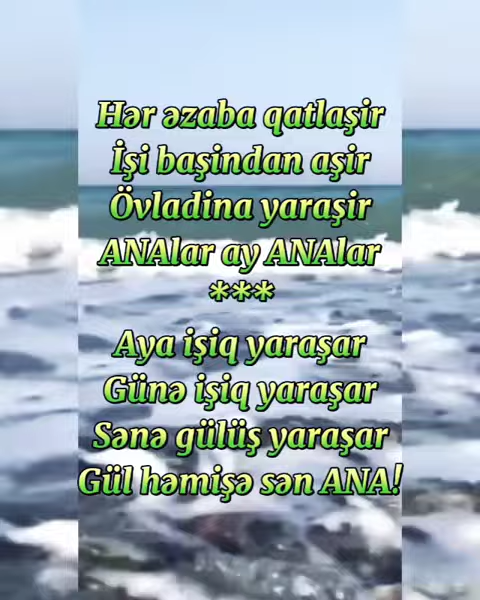 Hər əzaba qatlaşir
İşi başindan aşir
Övladina yaraşir
ANAlar ay ANAlar
***
Aya işiq yaraşar
Günə işiq yaraşar
Sənə gülüş yaraşar
Gül həmişə sən ANA!